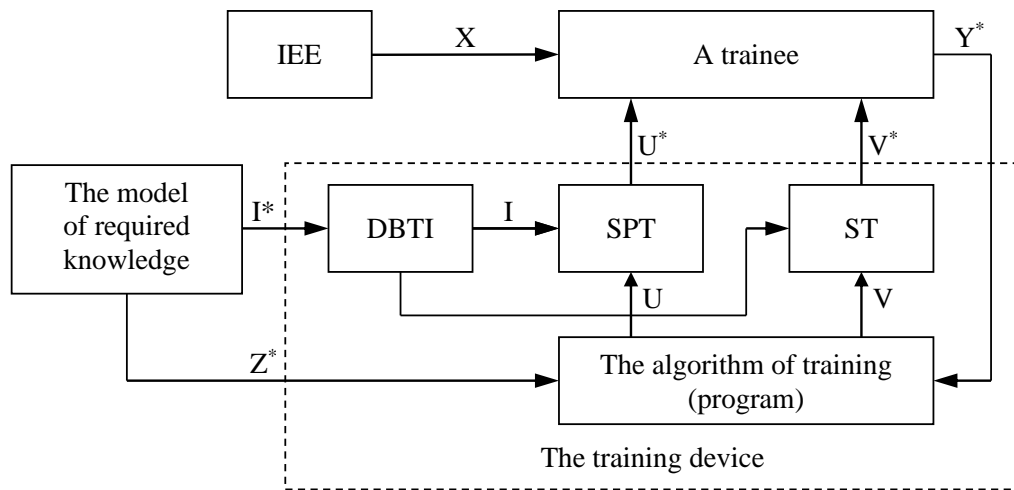 IEE
X
A trainee
Y*
U*
V*
The model
of required
knowledge
I*
DBTI
I
SPT
ST
U
V
Z*
The algorithm of training
(program)
The training device